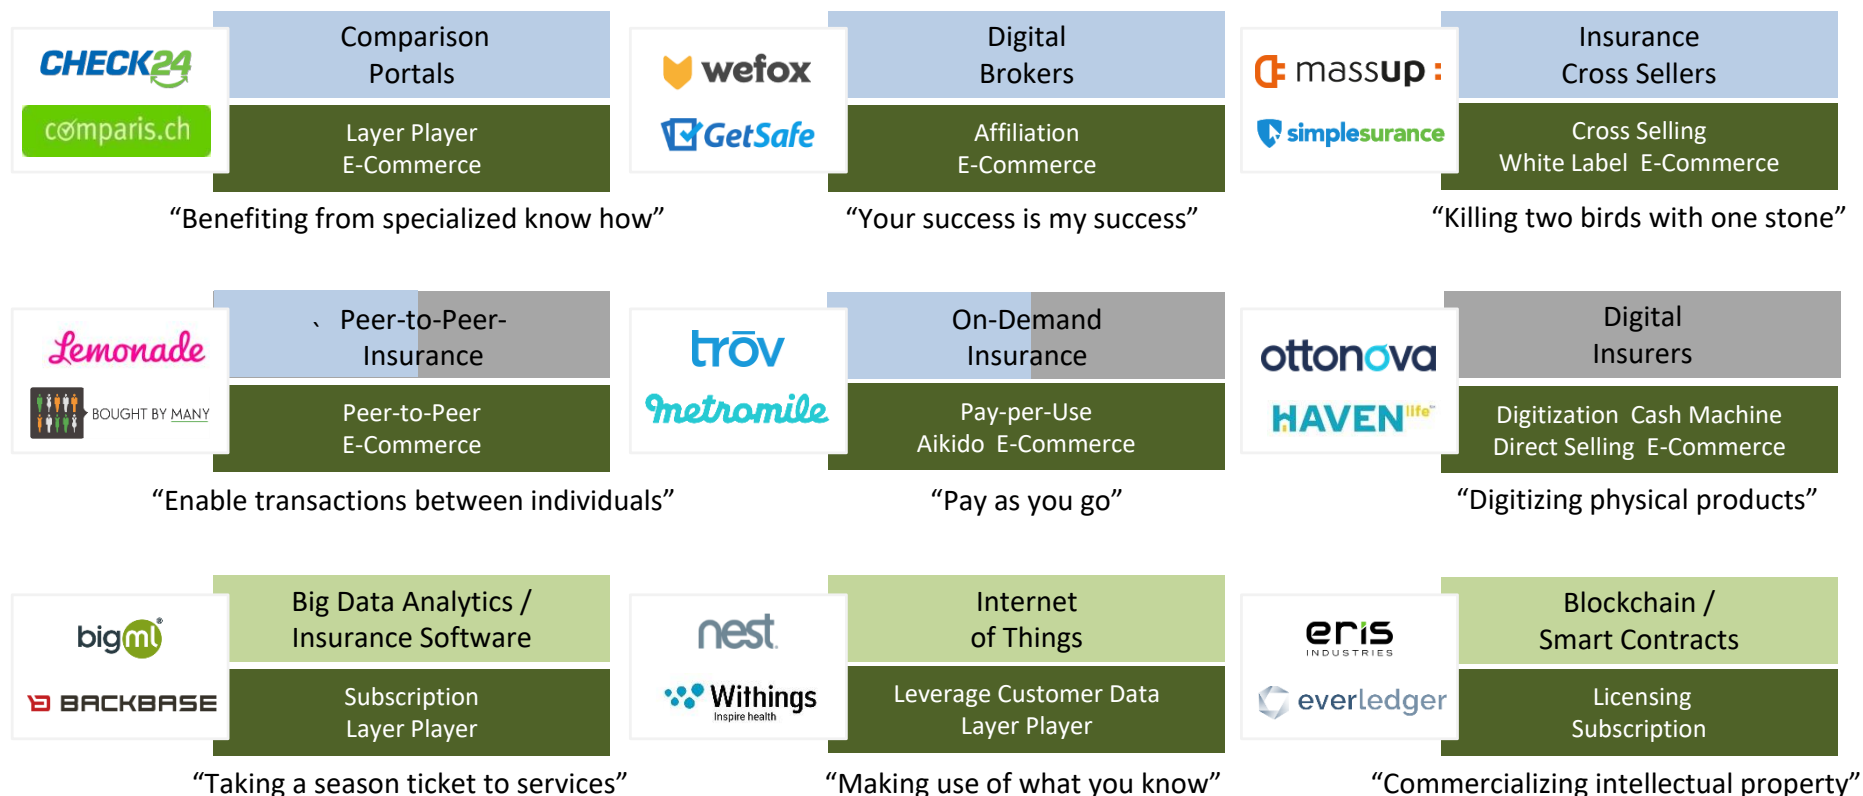 CHECK24
comparis.ch
Comparison
Portals
Layer Player
E-Commerce
“Benefiting from specialized know how”
wefox
GetSafe
Digital
Brokers
Affiliation
E-Commerce
“Your success is my success”
massup:
simplesurance
Insurance
Cross Sellers
Cross Selling
White Label E-Commerce
“Killing two birds with one stone”
Lemonade
BOUGHT BY MANY
、Peer-to-Peer-
Insurance
Peer-to-Peer
E-Commerce
“Enable transactions between individuals”
trōv
metromile
On-Demand
Insurance
Pay-per-Use
Aikido E-Commerce
“Pay as you go”
ottonova
HAVEN life™
Digital
Insurers
Digitization Cash Machine
Direct Selling E-Commerce
“Digitizing physical products”
bigml®
BACKBASE
Big Data Analytics /
Insurance Software
Subscription
Layer Player
“Taking a season ticket to services”
nest
Withings
Inspire health
Internet
of Things
Leverage Customer Data
Layer Player
“Making use of what you know”
eris
INDUSTRIES
everledger
Blockchain /
Smart Contracts
Licensing
Subscription
“Commercializing intellectual property”